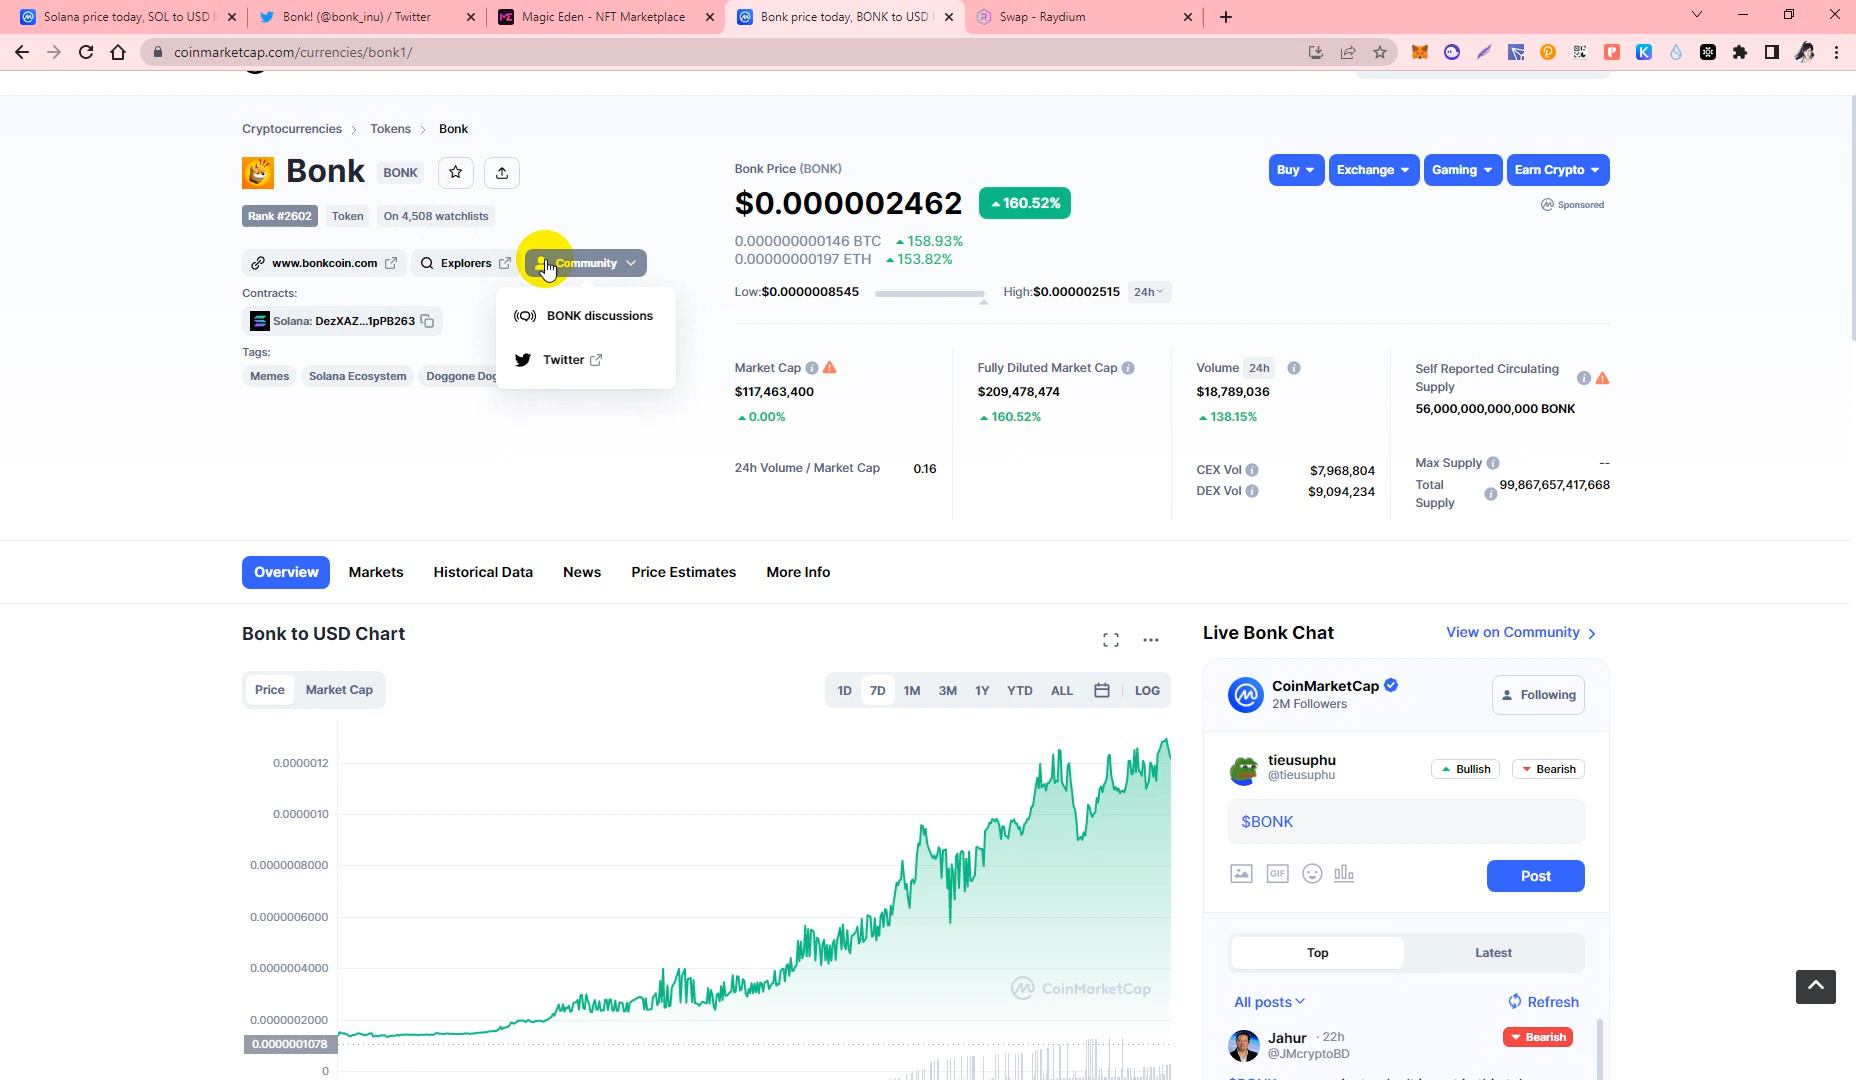 Solana price today, SOL to USD
Bonk! (@bonk_inu) / Twitter
Magic Eden - NFT Marketplace
Bonk price today, BONK to USD
Swap - Raydium
coinmarketcap.com/currencies/bonk1/
Cryptocurrencies > Tokens > Bonk
Bonk BONK
Rank #2602 Token On 4,508 watchlists
www.bonkcoin.com Explorers Community
Contracts:
Solana: DezXAZ...1pPB263
Tags:
Memes Solana Ecosystem Doggone Dog
BONK discussions
Twitter
Bonk Price (BONK)
$0.000002462 160.52%
0.000000000146 BTC 158.93%
0.00000000197 ETH 153.82%
Low:$0.0000008545 High:$0.000002515 24h
Buy Exchange Gaming Earn Crypto
Sponsored
Market Cap
$117,463,400
0.00%
24h Volume / Market Cap 0.16
Fully Diluted Market Cap
$209,478,474
160.52%
Volume 24h
$18,789,036
138.15%
CEX Vol $7,968,804
DEX Vol $9,094,234
Self Reported Circulating
Supply
56,000,000,000,000 BONK
Max Supply --
Total
Supply
99,867,657,417,668
Overview Markets Historical Data News Price Estimates More Info
Bonk to USD Chart
Price Market Cap
1D 7D 1M 3M 1Y YTD ALL LOG
0.0000012
0.0000010
0.0000008000
0.0000006000
0.0000004000
0.0000002000
0.0000001078
0
CoinMarketCap
Live Bonk Chat View on Community >
CoinMarketCap
2M Followers
Following
tieusuphu
@tieusuphu
Bullish Bearish
$BONK
GIF
Post
Top Latest
All posts Refresh
Jahur · 22h
@JMcryptoBD
Bearish